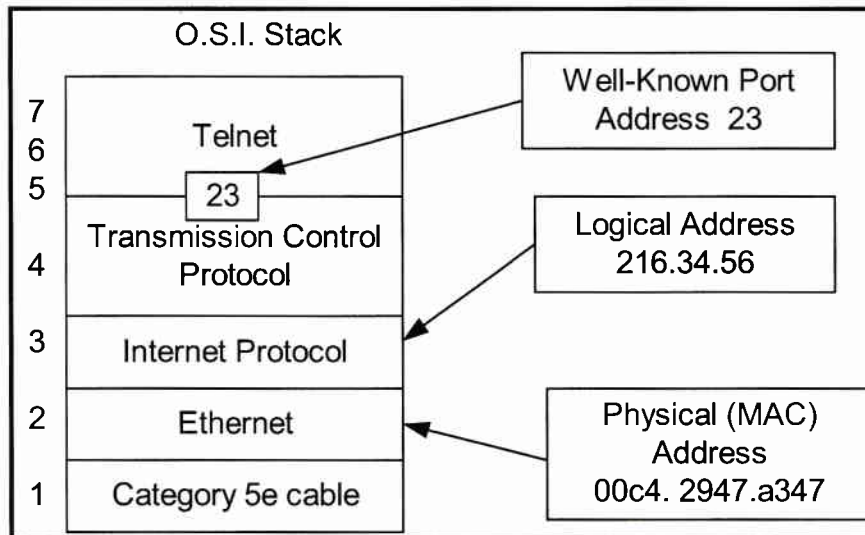 O.S.I. Stack
7
6
5
4
3
2
1
Telnet
23
Transmission Control
Protocol
Internet Protocol
Ethernet
Category 5e cable
Well-Known Port
Address 23
Logical Address
216.34.56
Physical (MAC)
Address
00c4. 2947.a347